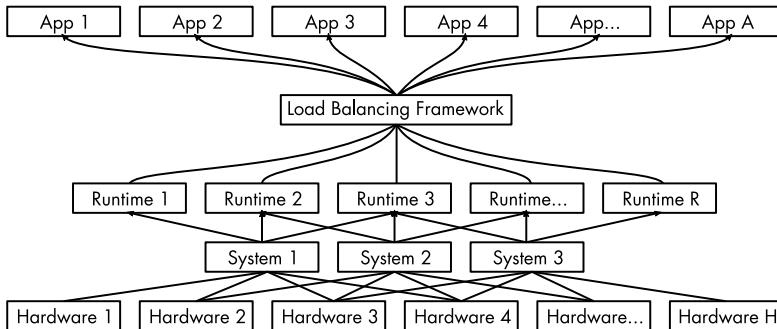 App 1
App 2
App 3
App 4
App...
App A
Load Balancing Framework
Runtime 1
Runtime 2
Runtime 3
Runtime...
Runtime R
System 1
System 2
System 3
Hardware 1
Hardware 2
Hardware 3
Hardware 4
Hardware...
Hardware H